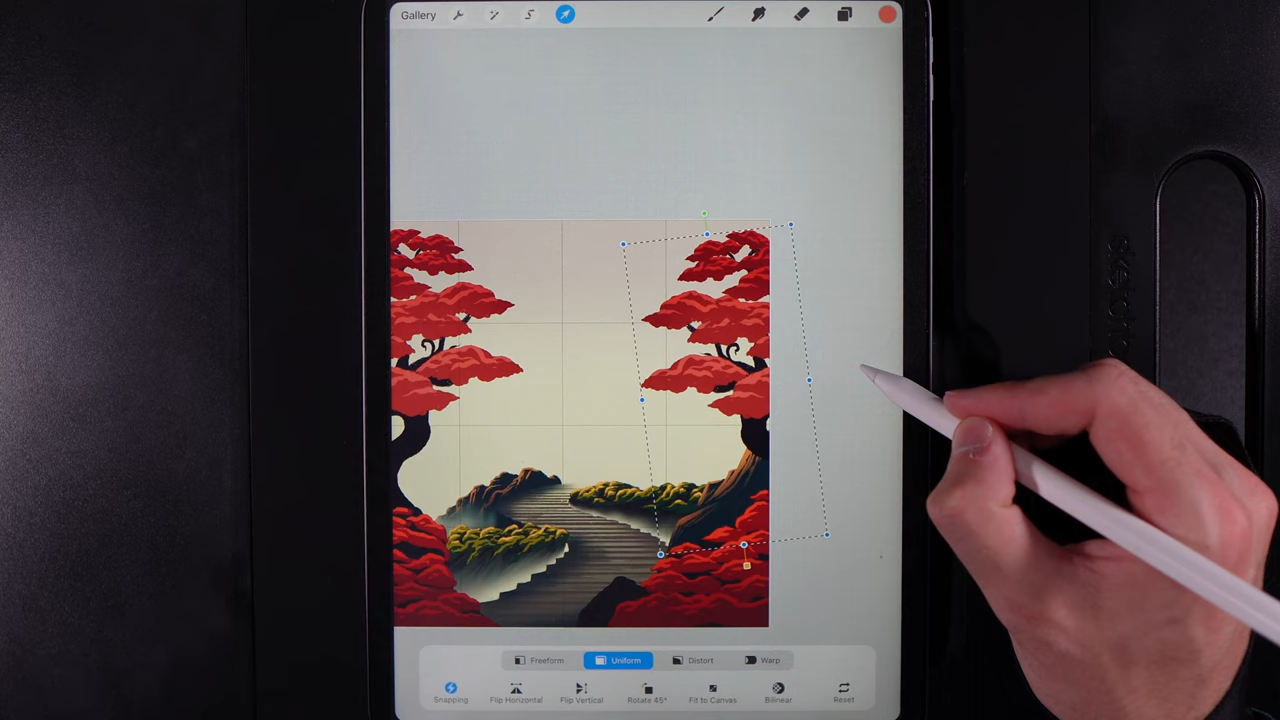 Gallery
Freeform
Uniform
Distort
Warp
Snapping
Flip Horizontal
Flip Vertical
Rotate 45°
Fit to Canvas
Bilinear
Reset